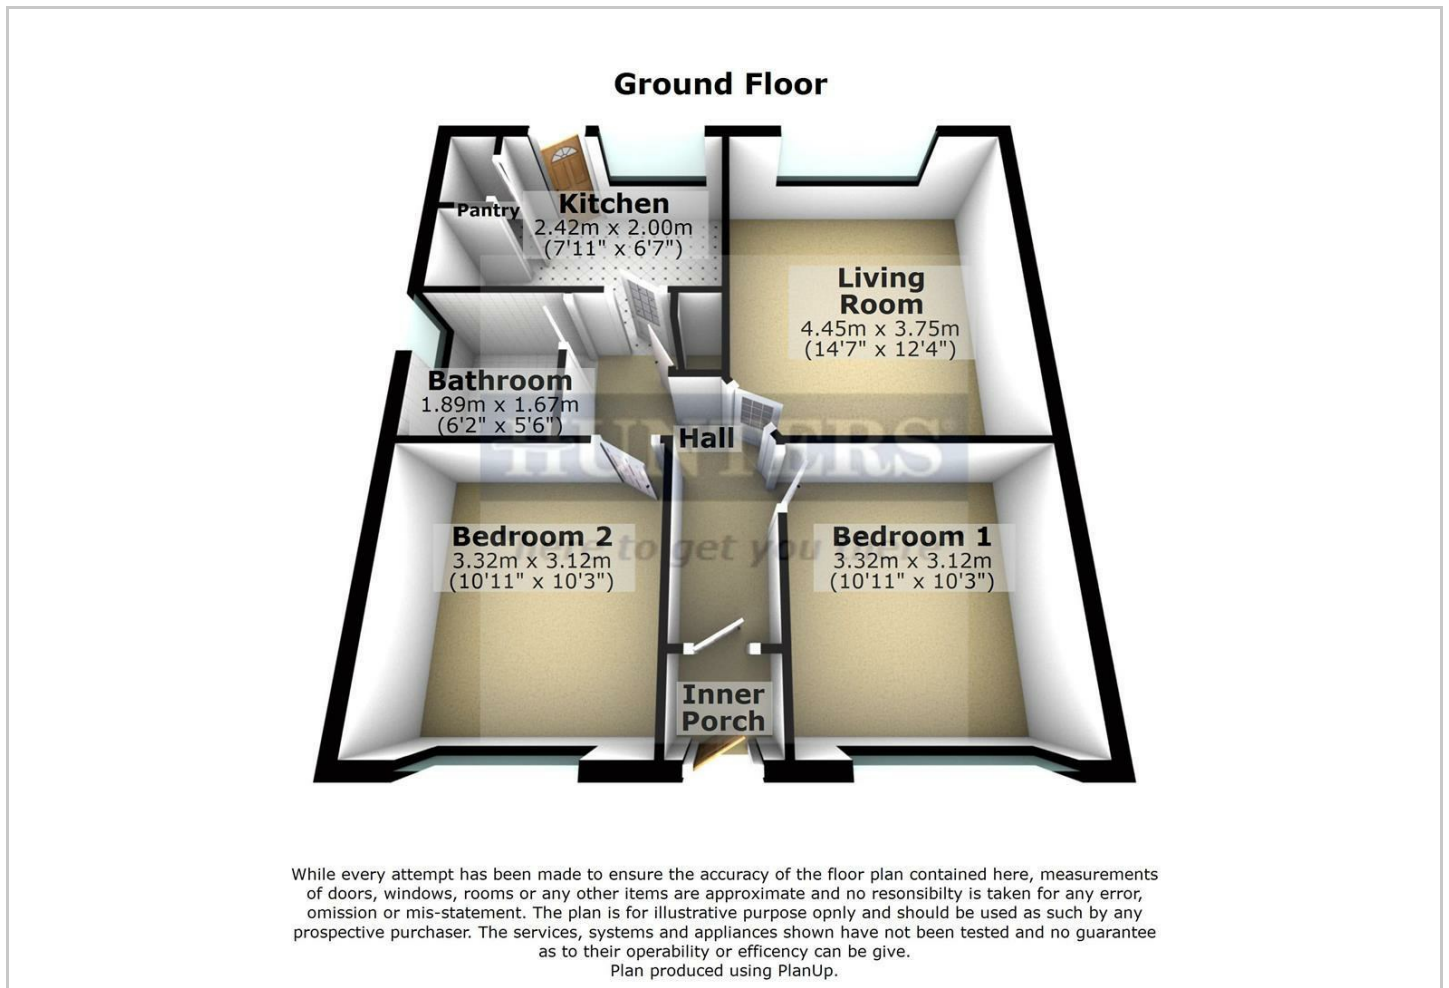 Ground Floor
Pantry
Kitchen
2.42m x 2.00m
(7'11" x 6'7")
Living
Room
4.45m x 3.75m
(14'7" x 12'4")
Bathroom
1.89m x 1.67m
(6'2" x 5'6")
Hall
HUNTERS
here to get you there
Bedroom 2
3.32m x 3.12m
(10'11" x 10'3")
Bedroom 1
3.32m x 3.12m
(10'11" x 10'3")
Inner
Porch
While every attempt has been made to ensure the accuracy of the floor plan contained here, measurements
of doors, windows, rooms or any other items are approximate and no resonsibilty is taken for any error,
omission or mis-statement. The plan is for illustrative purpose opnly and should be used as such by any
prospective purchaser. The services, systems and appliances shown have not been tested and no guarantee
as to their operability or efficency can be give.
Plan produced using PlanUp.